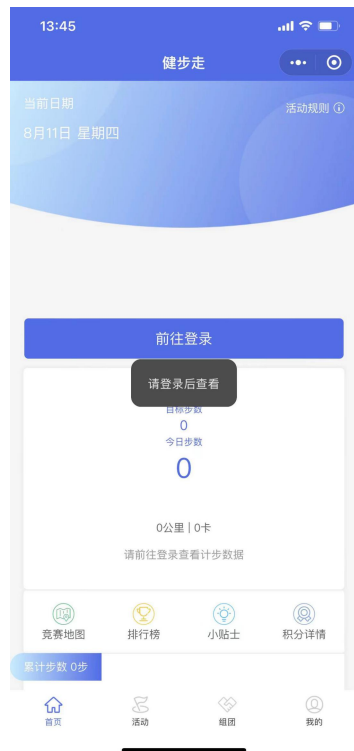 13:45
健步走
当前日期
活动规则
8月11日 星期四
前往登录
请登录后查看
目标步数
0
今日步数
0
0公里 | 0卡
请前往登录查看计步数据
竞赛地图 排行榜 小贴士 积分详情
累计步数 0步
首页 活动 组团 我的